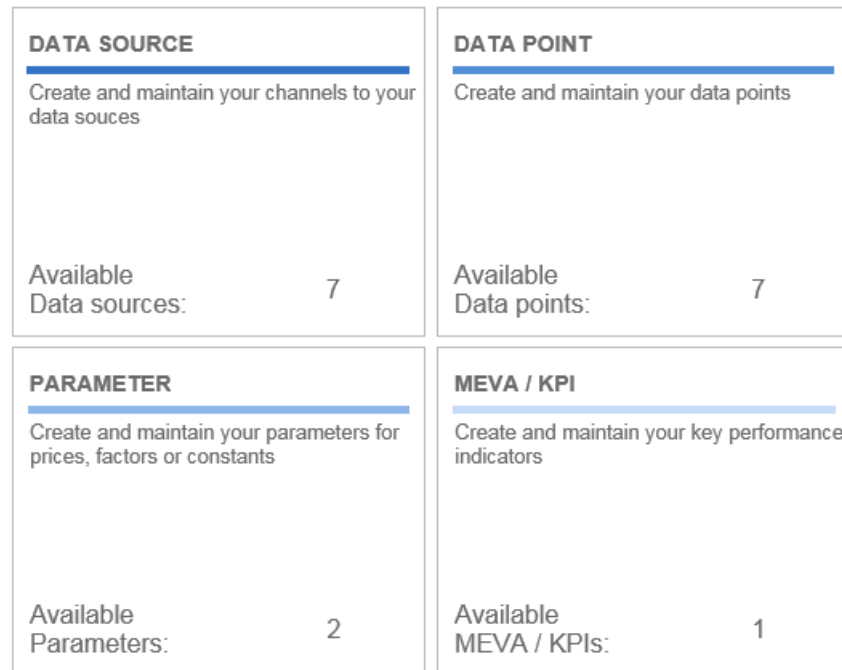 DATA SOURCE
Create and maintain your channels to your
data souces
Available
Data sources:
7
DATA POINT
Create and maintain your data points
Available
Data points:
7
PARAMETER
Create and maintain your parameters for
prices, factors or constants
Available
Parameters:
2
MEVA / KPI
Create and maintain your key performance
indicators
Available
MEVA / KPIs:
1